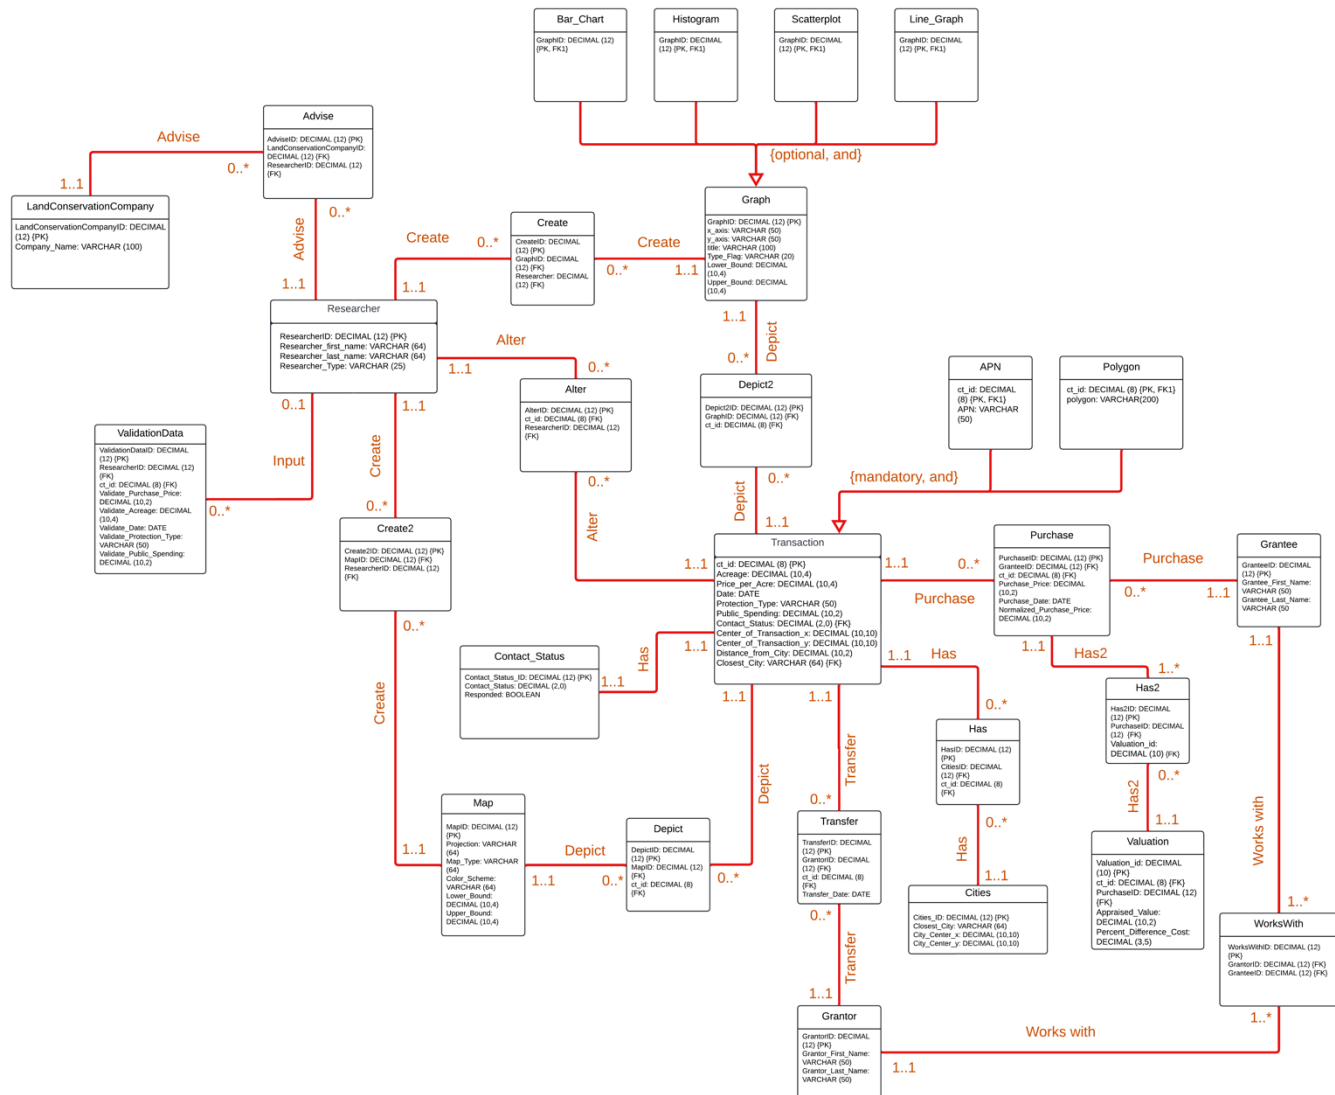 Bar_Chart
GraphID: DECIMAL (12)
{PK, FK1}
Histogram
GraphID: DECIMAL
(12) {PK, FK1}
Scatterplot
GraphID: DECIMAL
(12) {PK, FK1}
Line_Graph
GraphID: DECIMAL
(12) {PK, FK1}
{optional, and}
Advise
AdviseID: DECIMAL (12) {PK}
LandConservationCompanyID:
DECIMAL (12) {FK}
ResearcherID: DECIMAL (12)
{FK}
Advise
0..*
1..1
LandConservationCompany
LandConservationCompanyID: DECIMAL
(12) {PK}
Company_Name: VARCHAR (100)
0..*
Advise
1..1
Create
CreateID: DECIMAL
(12) {PK}
GraphID: DECIMAL
(12) {FK}
Researcher: DECIMAL
(12) {FK}
Create
0..*
1..1
Create
0..*
1..1
Graph
GraphID: DECIMAL (12) {PK}
x_axis: VARCHAR (50)
y_axis: VARCHAR (50)
title: VARCHAR (100)
Type_Flag: VARCHAR (20)
Lower_Bound: DECIMAL
(10,4)
Upper_Bound: DECIMAL
(10,4)
Researcher
ResearcherID: DECIMAL (12) {PK}
Researcher_first_name: VARCHAR (64)
Researcher_last_name: VARCHAR (64)
Researcher_Type: VARCHAR (25)
Alter
1..1
0..*
1..1
Depict
0..*
Alter
AlterID: DECIMAL (12) {PK}
ct_id: DECIMAL (8) {FK}
ResearcherID: DECIMAL (12)
{FK}
Depict2
Depict2ID: DECIMAL (12) {PK}
GraphID: DECIMAL (12) {FK}
ct_id: DECIMAL (8) {FK}
APN
ct_id: DECIMAL
(8) {PK, FK1}
APN: VARCHAR
(50)
Polygon
ct_id: DECIMAL (8) {PK, FK1}
polygon: VARCHAR(200)
{mandatory, and}
0..1
1..1
ValidationData
ValidationDataID: DECIMAL
(12) {PK}
ResearcherID: DECIMAL (12)
{FK}
ct_id: DECIMAL (8) {FK}
Validate_Purchase_Price:
DECIMAL (10,2)
Validate_Acreage: DECIMAL
(10,4)
Validate_Date: DATE
Validate_Protection_Type:
VARCHAR (50)
Validate_Public_Spending:
DECIMAL (10,2)
Input
0..*
Create
0..*
0..*
Alter
1..1
0..*
Depict
1..1
Create2
Create2ID: DECIMAL (12) {PK}
MapID: DECIMAL (12) {FK}
ResearcherID: DECIMAL (12)
{FK}
0..*
Create
1..1
Transaction
ct_id: DECIMAL (8) {PK}
Acreage: DECIMAL (10,4)
Price_per_Acre: DECIMAL (10,4)
Date: DATE
Protection_Type: VARCHAR (50)
Public_Spending: DECIMAL (10,2)
Contact_Status: DECIMAL (2,0) {FK}
Center_of_Transaction_x: DECIMAL (10,10)
Center_of_Transaction_y: DECIMAL (10,10)
Distance_from_City: DECIMAL (10,2)
Closest_City: VARCHAR (64) {FK}
1..1
0..*
Purchase
Purchase
PurchaseID: DECIMAL (12) {PK}
GranteeID: DECIMAL (12) {FK}
ct_id: DECIMAL (8) {FK}
Purchase_Price: DECIMAL
(10,2)
Purchase_Date: DATE
Normalized_Purchase_Price:
DECIMAL (10,2)
Purchase
0..*
1..1
Grantee
GranteeID: DECIMAL
(12) {PK}
Grantee_First_Name:
VARCHAR (50)
Grantee_Last_Name:
VARCHAR (50
1..1
Contact_Status
Contact_Status_ID: DECIMAL (12) {PK}
Contact_Status: DECIMAL (2,0)
Responded: BOOLEAN
1..1
Has
1..1
1..1
Has
0..*
1..1
Has2
1..*
Has2
Has2ID: DECIMAL
(12) {PK}
PurchaseID: DECIMAL
(12) {FK}
Valuation_id:
DECIMAL (10) {FK}
0..*
Has2
1..1
Valuation
Valuation_id: DECIMAL
(10) {PK}
ct_id: DECIMAL (8) {FK}
PurchaseID: DECIMAL (12)
{FK}
Appraised_Value:
DECIMAL (10,2)
Percent_Difference_Cost:
DECIMAL (3,5)
Has
HasID: DECIMAL (12)
{PK}
CitiesID: DECIMAL
(12) {FK}
ct_id: DECIMAL (8)
{FK}
0..*
Has
1..1
Cities
Cities_ID: DECIMAL (12) {PK}
Closest_City: VARCHAR (64)
City_Center_x: DECIMAL (10,10)
City_Center_y: DECIMAL (10,10)
1..1
Depict
0..*
1..1
Transfer
0..*
Map
MapID: DECIMAL (12)
{PK}
Projection: VARCHAR
(64)
Map_Type: VARCHAR
(64)
Color_Scheme:
VARCHAR (64)
Lower_Bound:
DECIMAL (10,4)
Upper_Bound:
DECIMAL (10,4)
Depict
1..1
0..*
Depict
DepictID: DECIMAL
(12) {PK}
MapID: DECIMAL (12)
{FK}
ct_id: DECIMAL (8)
{FK}
Transfer
TransferID: DECIMAL
(12) {PK}
GrantorID: DECIMAL
(12) {FK}
ct_id: DECIMAL (8)
{FK}
Transfer_Date: DATE
0..*
Transfer
1..1
Works with
1..*
WorksWith
WorksWithID: DECIMAL (12)
{PK}
GrantorID: DECIMAL (12) {FK}
GranteeID: DECIMAL (12) {FK}
1..*
Works with
1..1
Grantor
GrantorID: DECIMAL
(12) {PK}
Grantor_First_Name:
VARCHAR (50)
Grantor_Last_Name:
VARCHAR (50)